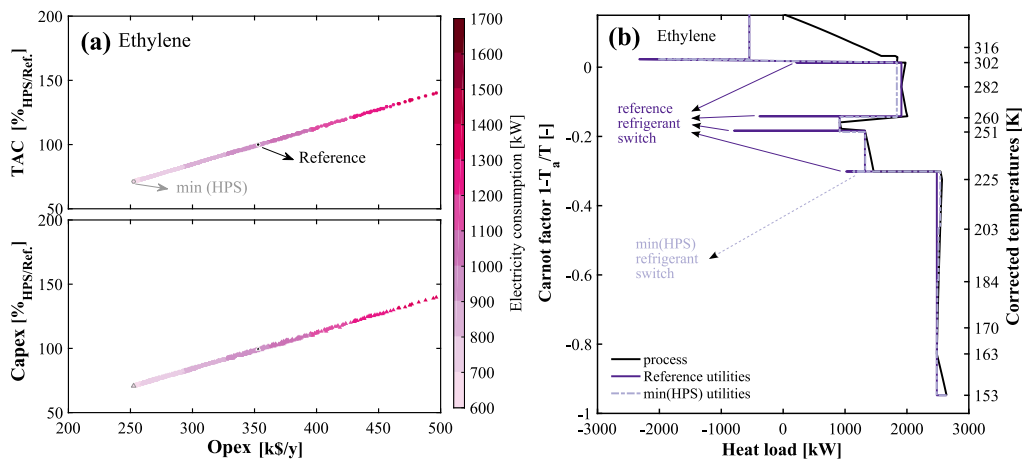 (a) Ethylene
TAC [%HPS/Ref.]
200
150
100
50
Reference
min (HPS)
Capex [%HPS/Ref.]
200
150
100
50
200 250 300 350 400 450 500
Opex [k$/y]
Electricity consumption [kW]
1700
1600
1500
1400
1300
1200
1100
1000
900
800
700
600
(b) Ethylene
Carnot factor 1-Ta/T [-]
0
-0.2
-0.4
-0.6
-0.8
-1
reference
refrigerant
switch
min(HPS)
refrigerant
switch
process
Reference utilities
min(HPS) utilities
-3000 -2000 -1000 0 1000 2000 3000
Heat load [kW]
Corrected temperatures [K]
316
302
282
260
251
225
203
184
170
163
153